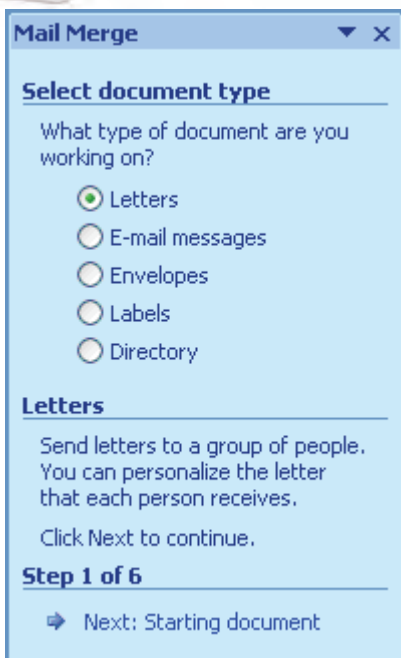 Mail Merge
Select document type
What type of document are you
working on?
Letters
E-mail messages
Envelopes
Labels
Directory
Letters
Send letters to a group of people.
You can personalize the letter
that each person receives.
Click Next to continue.
Step 1 of 6
Next: Starting document